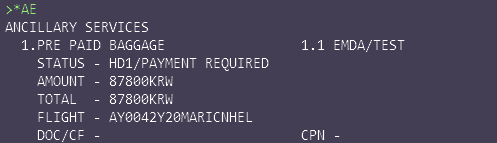 >*AE
ANCILLARY SERVICES
1.PRE PAID BAGGAGE 1.1 EMDA/TEST
STATUS - HD1/PAYMENT REQUIRED
AMOUNT - 87800KRW
TOTAL - 87800KRW
FLIGHT - AY0042Y20MARICNHEL
DOC/CF - CPN -